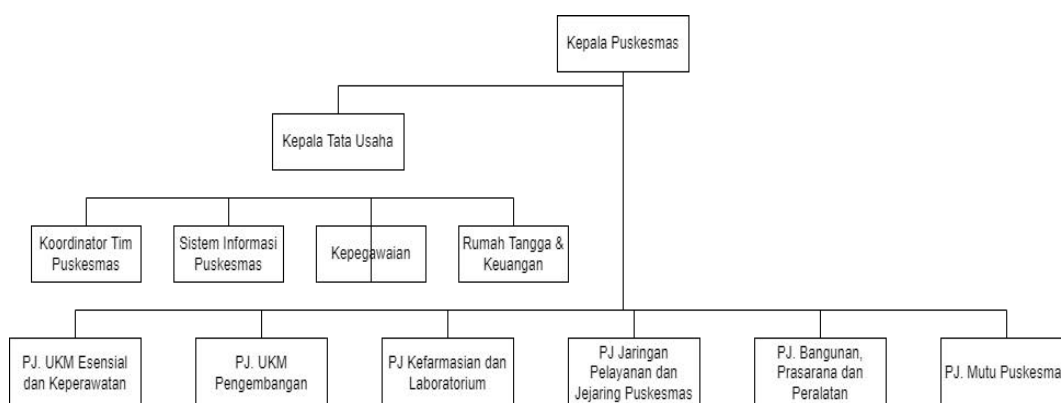 Kepala Puskesmas
Kepala Tata Usaha
Koordinator Tim
Puskesmas
Sistem Informasi
Puskesmas
Kepegawaian
Rumah Tangga &
Keuangan
PJ. UKM Esensial
dan Keperawatan
PJ. UKM
Pengembangan
PJ Kefarmasian dan
Laboratorium
PJ Jaringan
Pelayanan dan
Jejaring Puskesmas
PJ. Bangunan,
Prasarana dan
Peralatan
PJ. Mutu Puskesma